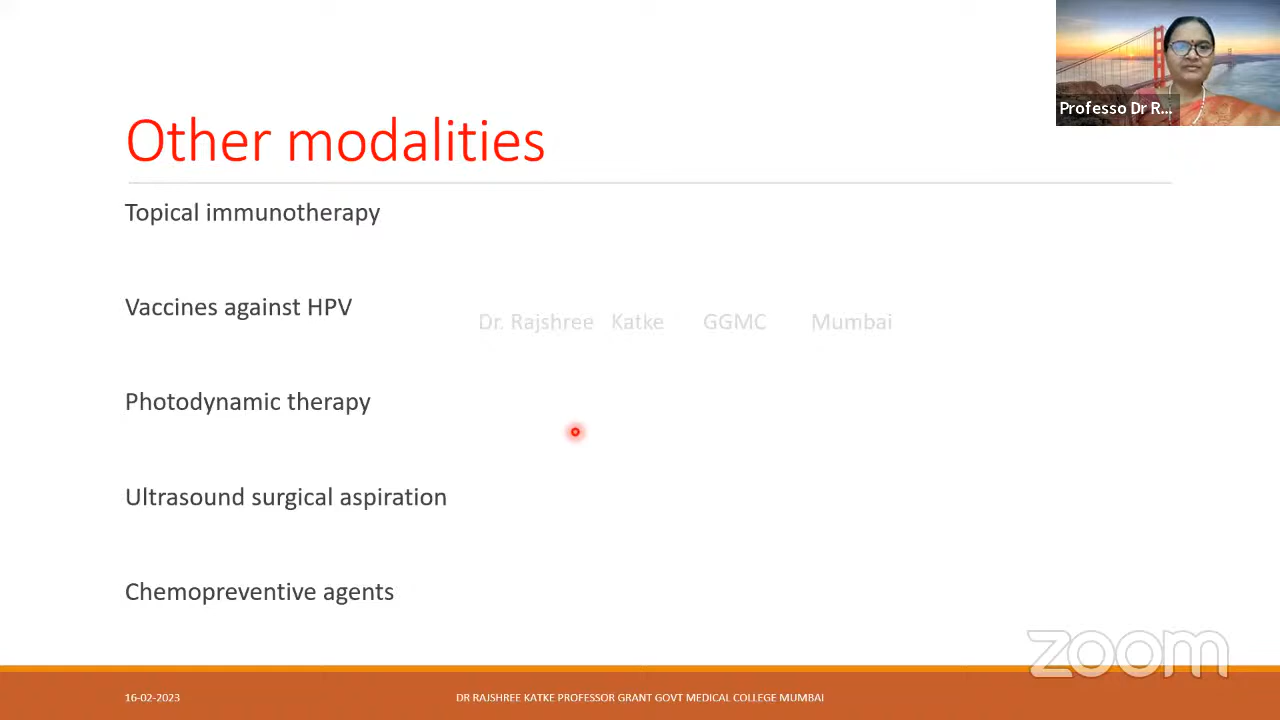 Professo Dr R...
Other modalities
Topical immunotherapy
Vaccines against HPV
Dr. Rajshree Katke GGMC Mumbai
Photodynamic therapy
Ultrasound surgical aspiration
Chemopreventive agents
zoom
16-02-2023
DR RAJSHREE KATKE PROFESSOR GRANT GOVT MEDICAL COLLEGE MUMBAI